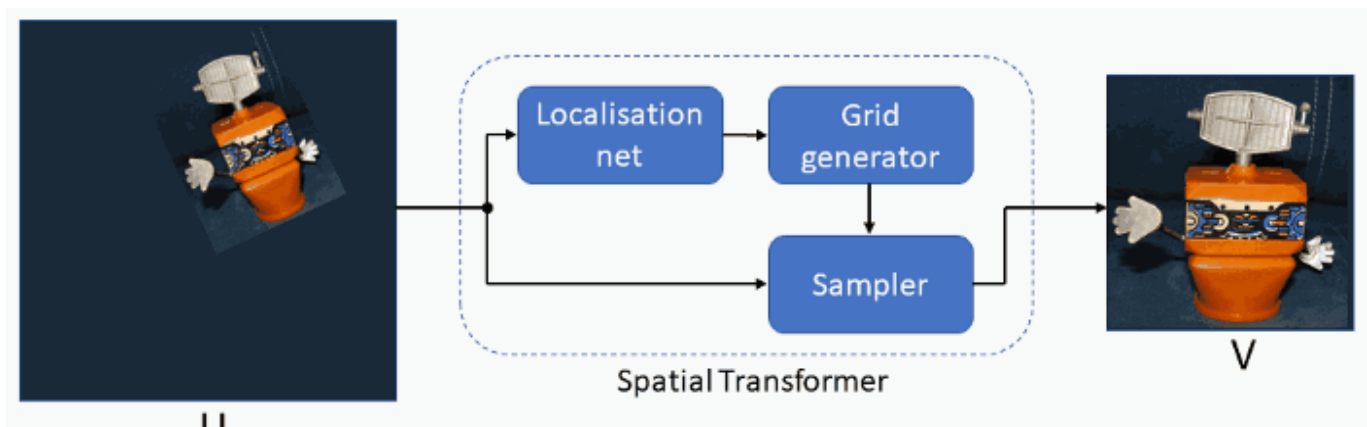 Localisation
net
Grid
generator
Sampler
Spatial Transformer
V